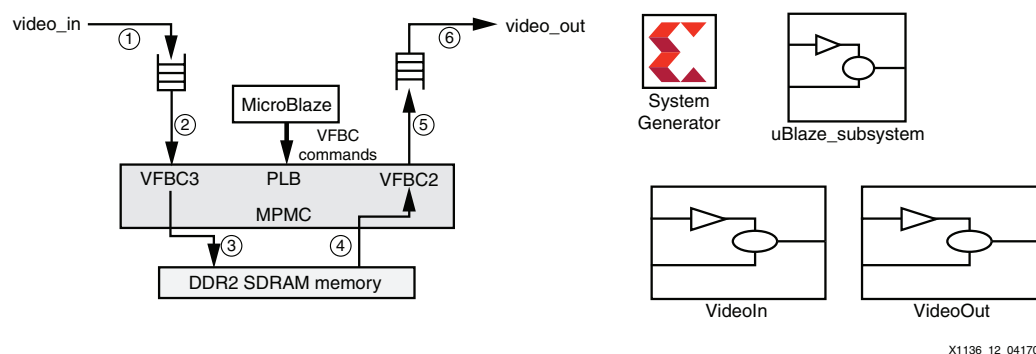 video_in
1
6
video_out
2
MicroBlaze
VFBC
commands
5
VFBC3
PLB
VFBC2
MPMC
3
4
DDR2 SDRAM memory
System
Generator
uBlaze_subsystem
VideoIn
VideoOut
X1136_12_04170